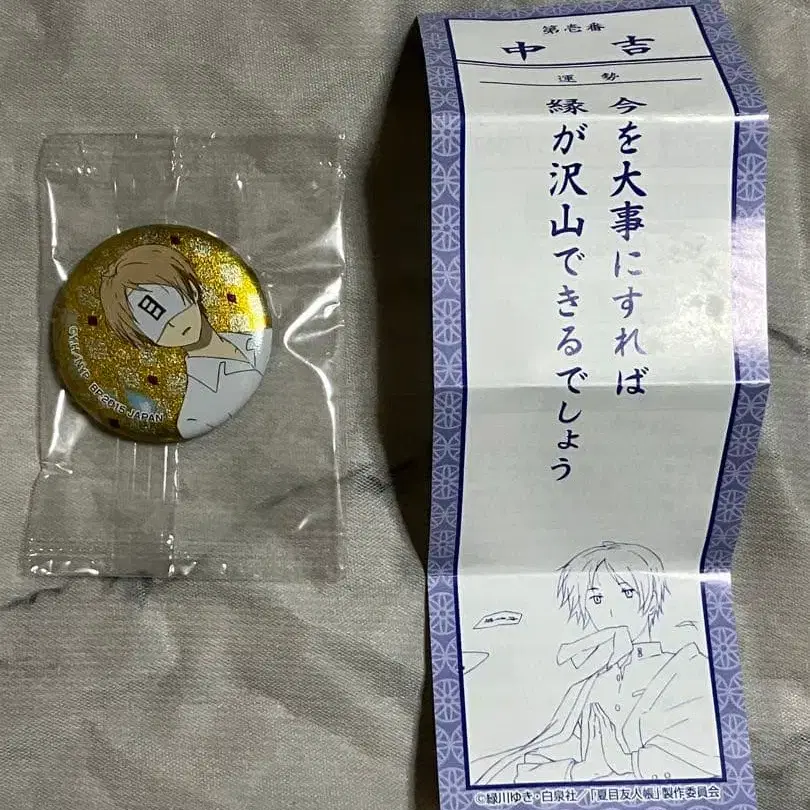 第壱番
中吉
運勢
今を大事にすれば
縁が沢山できるでしょう
©緑川ゆき・白泉社/「夏目友人帳」製作委員会
BP2015 JAPAN